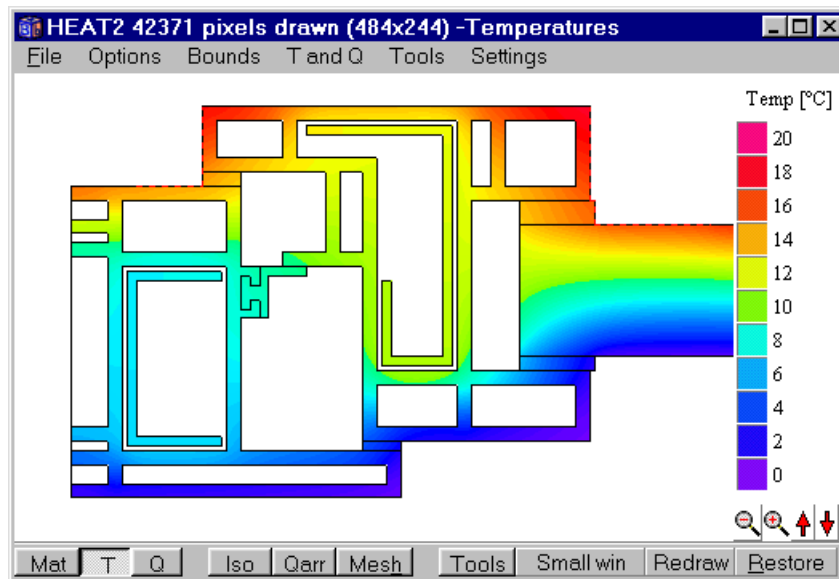 HEAT2 42371 pixels drawn (484x244) -Temperatures
File Options Bounds T and Q Tools Settings
Temp [°C]
20
18
16
14
12
10
8
6
4
2
0
Mat T Q Iso Qarr Mesh Tools Small win Redraw Restore